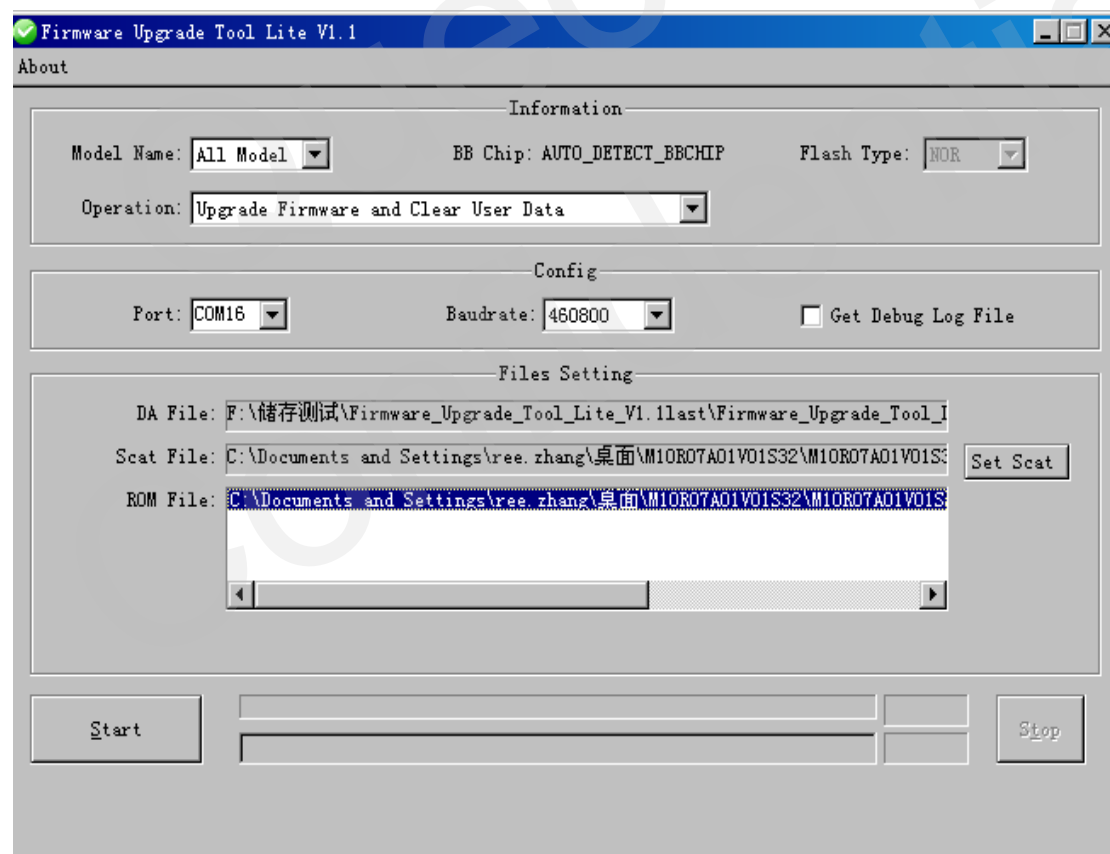 Firmware Upgrade Tool Lite V1.1
About
Information
Model Name: All Model BB Chip: AUTO_DETECT_BBCHIP Flash Type: NOR
Operation: Upgrade Firmware and Clear User Data
Config
Port: COM16 Baudrate: 460800 Get Debug Log File
Files Setting
DA File: F:\储存测试\Firmware_Upgrade_Tool_Lite_V1.1last\Firmware_Upgrade_Tool_
Scat File: C:\Documents and Settings\ree.zhang\桌面\M10R07A01V01S32\M10R07A01V01S Set Scat
ROM File: C:\Documents and Settings\ree.zhang\桌面\M10R07A01V01S32\M10R07A01V01S
Start Stop